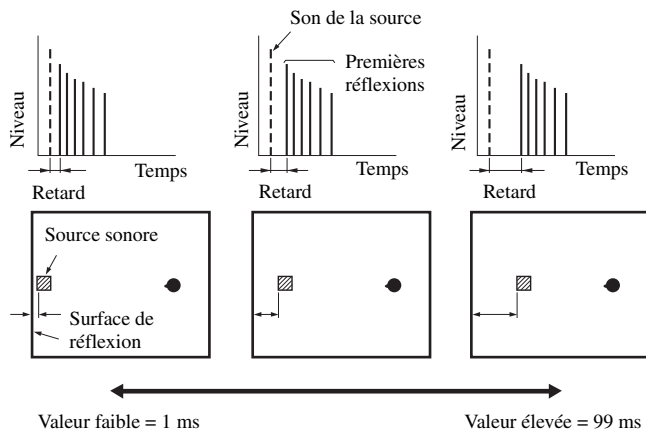 Son de la source
Premières
réflexions
Niveau
Temps
Retard
Niveau
Temps
Retard
Niveau
Temps
Retard
Source sonore
Surface de
réflexion
Valeur faible = 1 ms
Valeur élevée = 99 ms